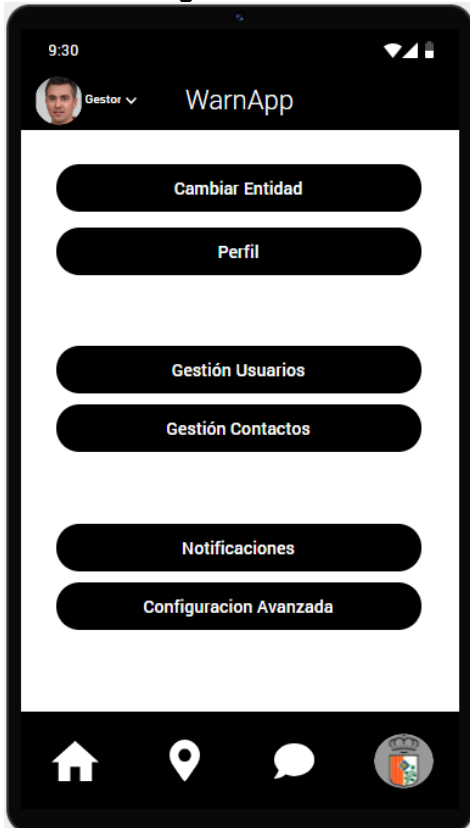 9:30
Gestor
WarnApp
Cambiar Entidad
Perfil
Gestión Usuarios
Gestión Contactos
Notificaciones
Configuracion Avanzada